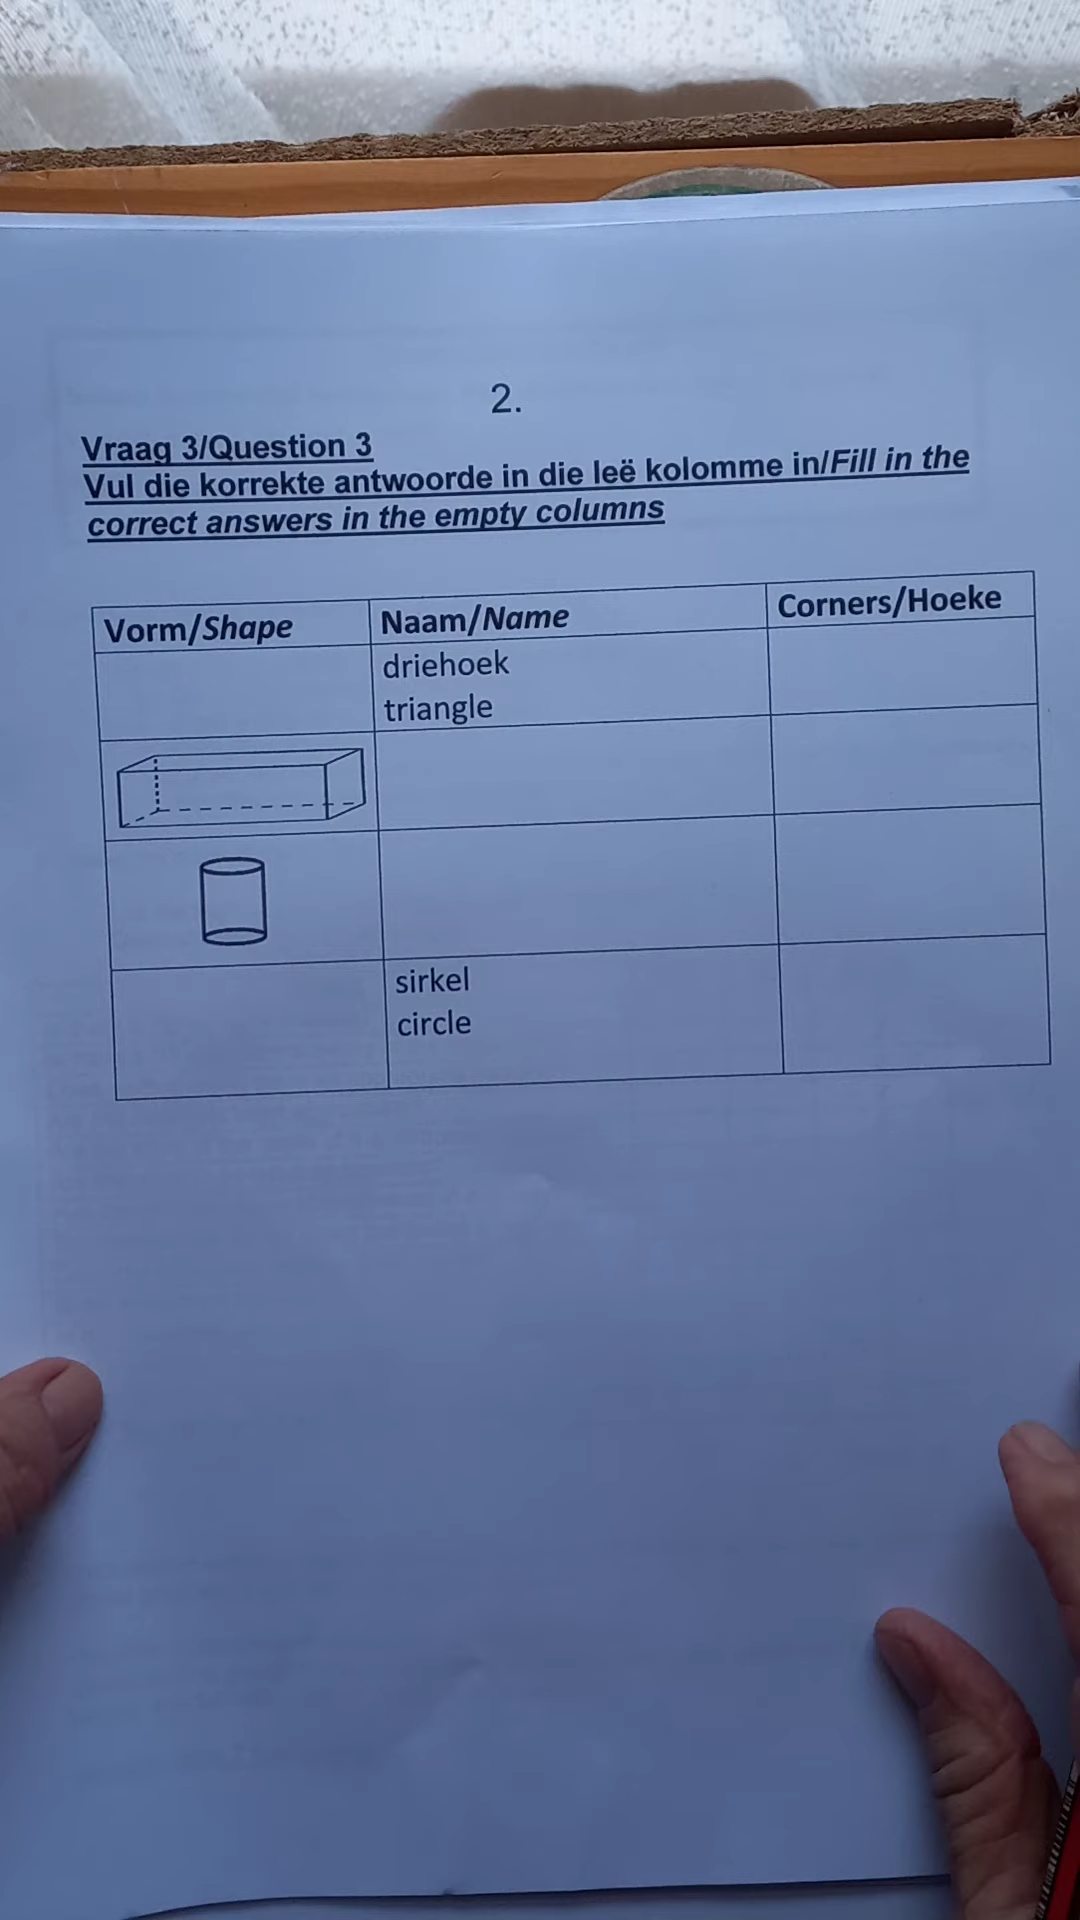 2.
Vraag 3/Question 3
Vul die korrekte antwoorde in die leë kolomme in/Fill in the
correct answers in the empty columns
Vorm/Shape
Naam/Name
Corners/Hoeke
driehoek
triangle
sirkel
circle